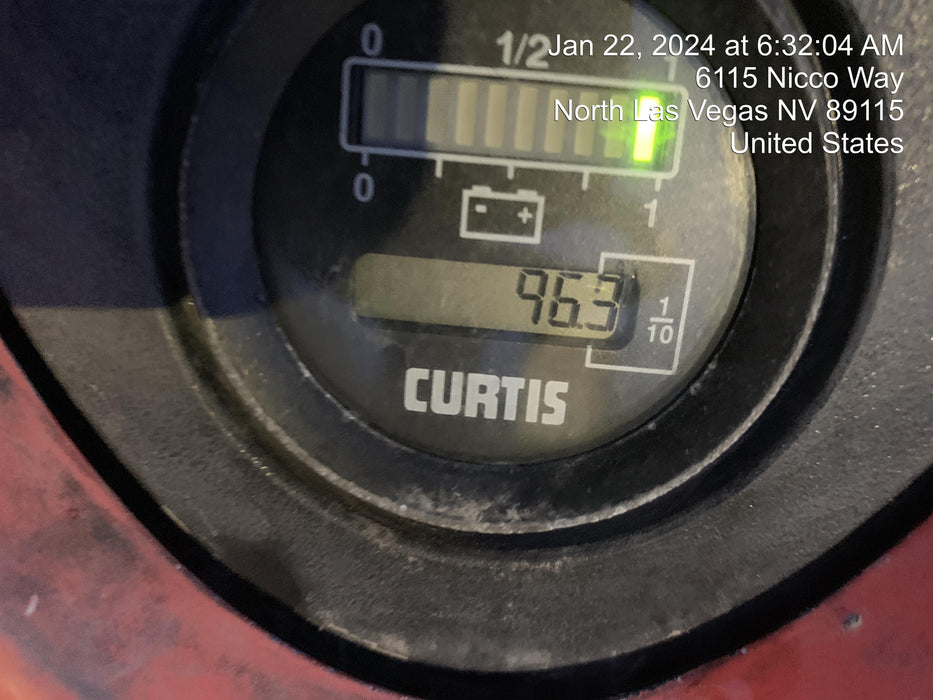 Jan 22, 2024 at 6:32:04 AM
6115 Nicco Way
North Las Vegas NV 89115
United States
0 1/2 1
0 1
- +
96.3
1
10
CURTIS